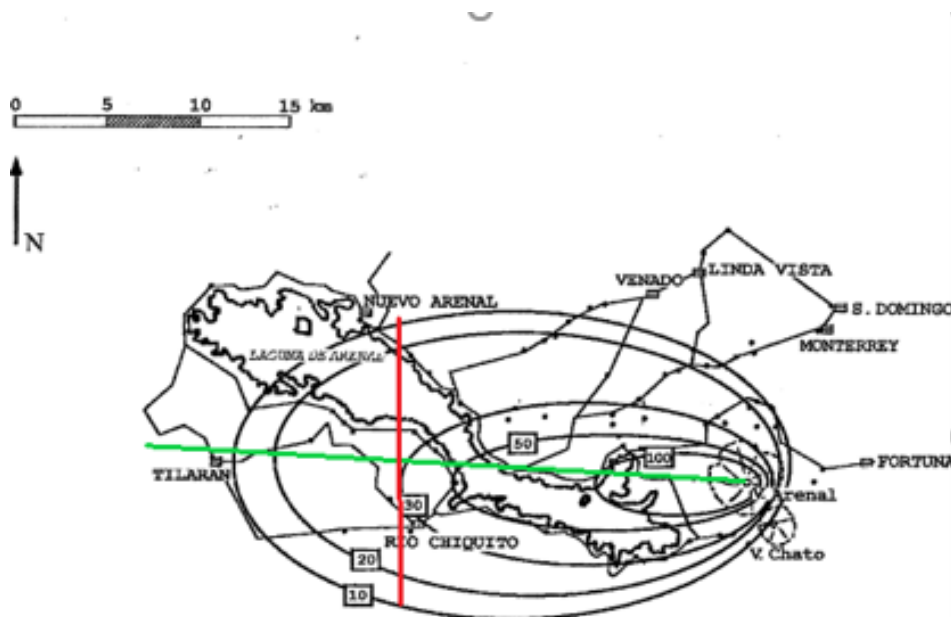 0 5 10 15 km
N
LINDA VISTA
VENADO
NUEVO ARENAL
S. DOMINGO
MONTERREY
LAGUNA DE ARENAL
50
100
FORTUNA
TILARAN
renal
30
RIO CHIQUITO
V. Chato
20
10